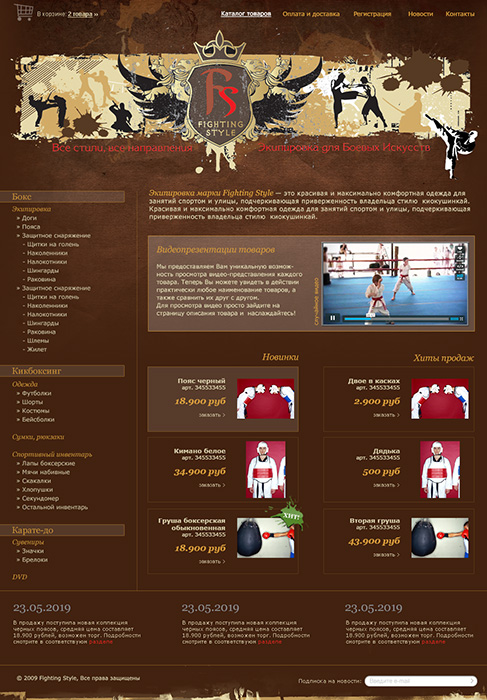 В корзине: 2 товара
Каталог товаров
Оплата и доставка
Регистрация
Новости
Контакты
FS
FIGHTING
STYLE
Все стили, все направления
Экипировка для Боевых Искусств
Бокс
Экипировка
» Доги
» Пояса
» Защитное снаряжение
- Щитки на голень
- Наколенники
- Налокотники
- Шингарды
- Раковина
» Защитное снаряжение
- Щитки на голень
- Наколенники
- Налокотники
- Шингарды
- Раковина
- Шлемы
- Жилет
Кикбоксинг
Одежда
» Футболки
» Шорты
» Костюмы
» Бейсболки
Сумки, рюкзаки
Спортивный инвентарь
» Лапы боксерские
» Мячи набивные
» Скакалки
» Хлопушки
» Секундомер
» Остальной инвентарь
Карате-до
Сувениры
» Значки
» Брелоки
DVD
Экипировка марки Fighting Style — это красивая и максимально комфортная одежда для
занятий спортом и улицы, подчеркивающая приверженность владельца стилю киокушинкай.
Красивая и максимально комфортная одежда для занятий спортом и улицы, подчеркивающая
приверженность владельца стилю киокушинкай.
Видеопрезентации товаров
Мы предоставляем Вам уникальную возмож-
ность просмотра видео-представления каждого
товара. Теперь Вы можете увидеть в действии
практически любое наименование товаров, а
также сравнить их друг с другом.
Для просмотра видео просто зайдите на
страницу описания товара и наслаждайтесь!
случайное видео
Новинки
Пояс черный
арт. 345533455
18.900 руб
заказать
Кимано белое
арт. 345533455
34.900 руб
заказать
ХИТ!
Груша боксерская
обыкновенная
арт. 345533455
18.900 руб
заказать
Хиты продаж
Двое в касках
арт. 345533455
2.900 руб
заказать
Дядька
арт. 345533455
500 руб
заказать
Вторая груша
арт. 345533455
43.900 руб
заказать
23.05.2019
В продажу поступила новая коллекция
черных поясов, средняя цена составляет
18.900 рублей, возможен торг. Подробности
смотрите в соответствующем разделе
23.05.2019
В продажу поступила новая коллекция
черных поясов, средняя цена составляет
18.900 рублей, возможен торг. Подробности
смотрите в соответствующем разделе
23.05.2019
В продажу поступила новая коллекция
черных поясов, средняя цена составляет
18.900 рублей, возможен торг. Подробности
смотрите в соответствующем разделе
© 2009 Fighting Style, Все права защищены
Подписка на новости:
Введите e-mail